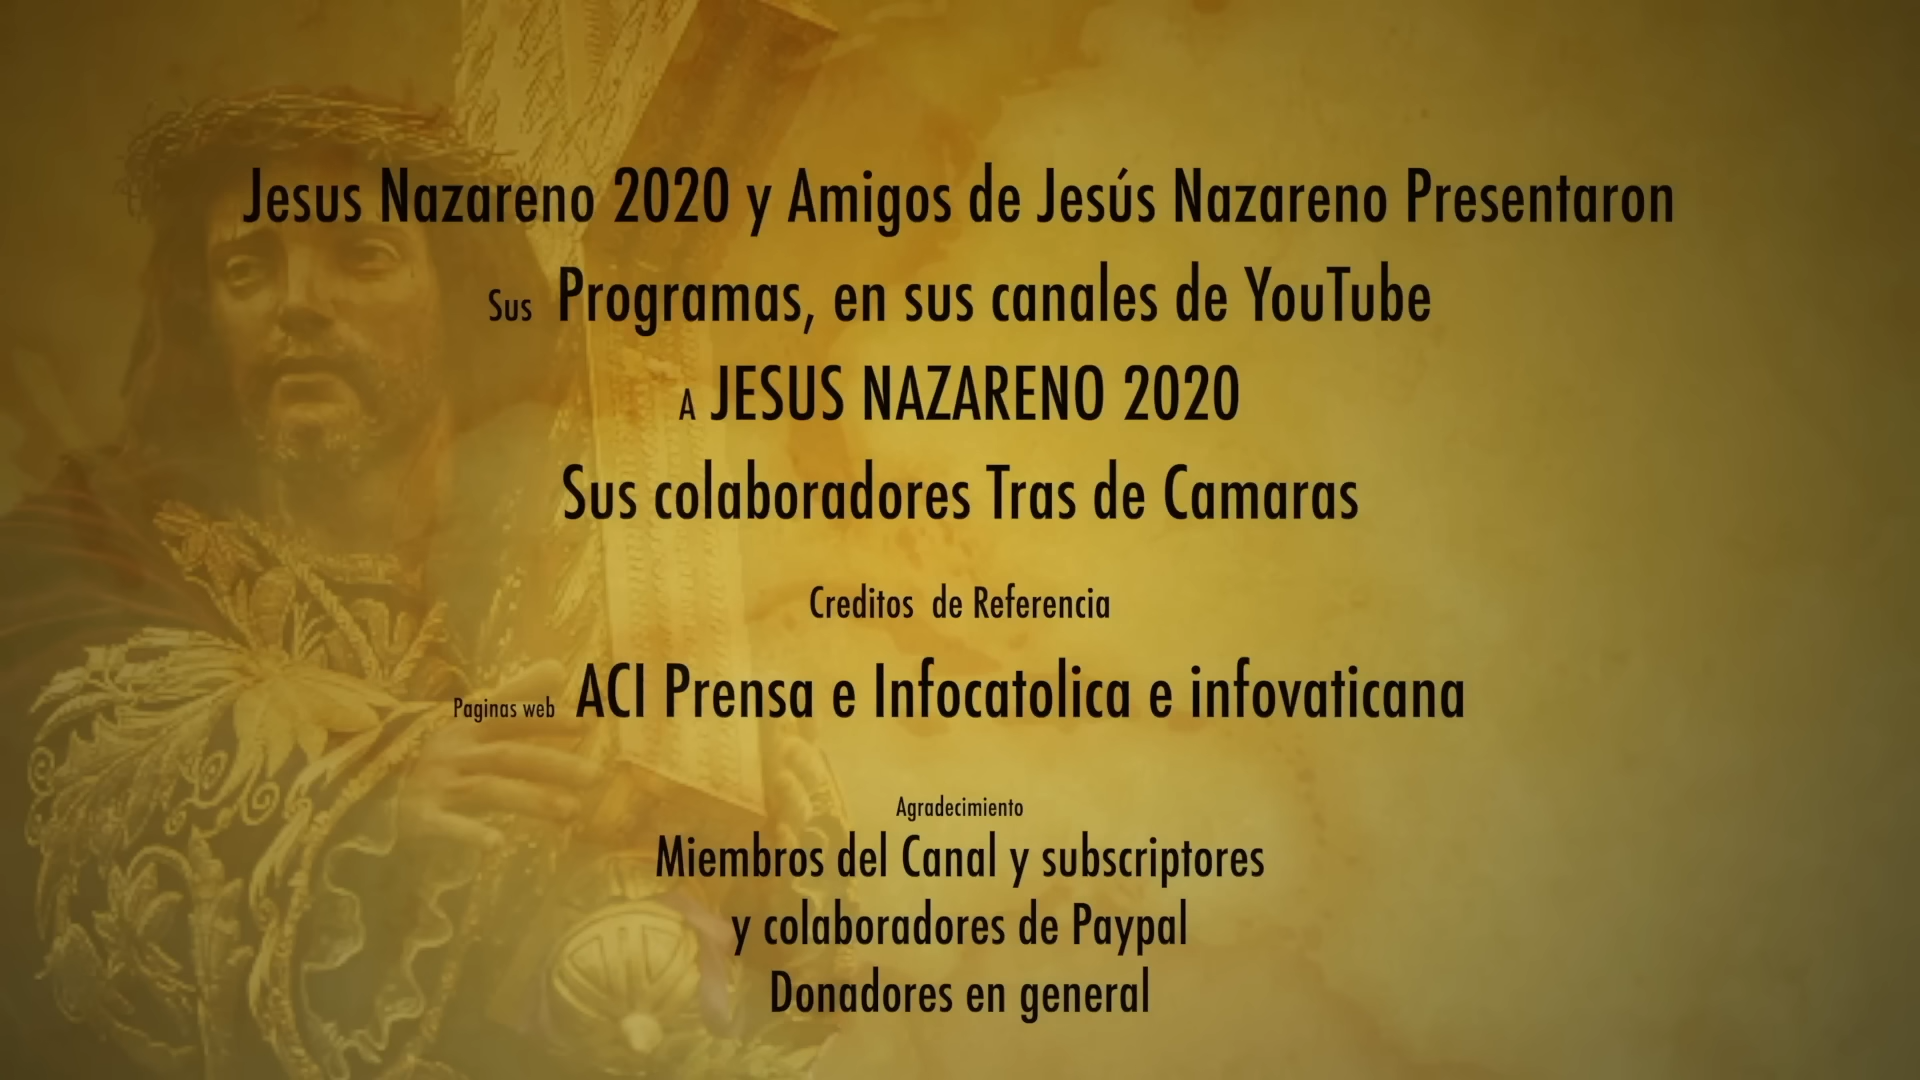 Jesus Nazareno 2020 y Amigos de Jesús Nazareno Presentaron
Sus Programas, en sus canales de YouTube
A JESUS NAZARENO 2020
Sus colaboradores Tras de Camaras
Creditos de Referencia
Paginas web ACI Prensa e Infocatolica e infovaticana
Agradecimiento
Miembros del Canal y subscriptores
y colaboradores de Paypal
Donadores en general